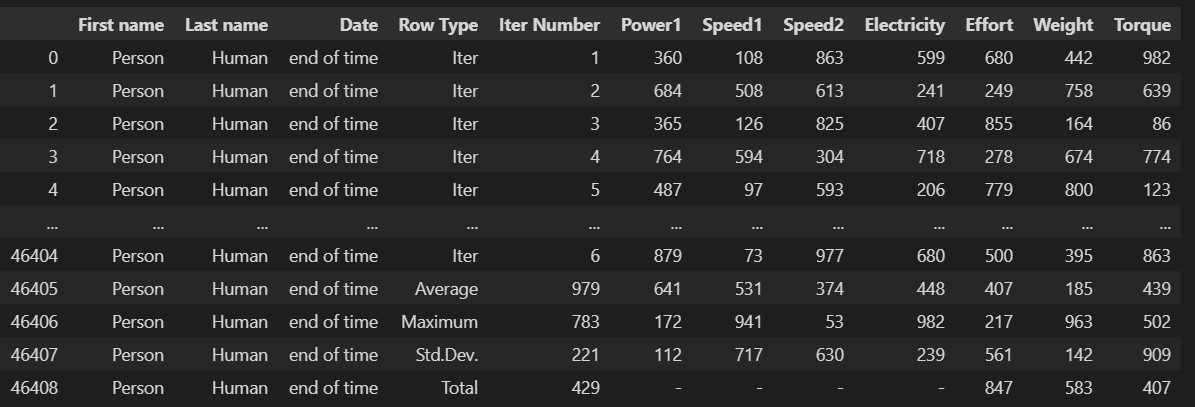 First name Last name Date Row Type Iter Number Power1 Speed1 Speed2 Electricity Effort Weight Torque
0 Person Human end of time Iter 1 360 108 863 599 680 442 982
1 Person Human end of time Iter 2 684 508 613 241 249 758 639
2 Person Human end of time Iter 3 365 126 825 407 855 164 86
3 Person Human end of time Iter 4 764 594 304 718 278 674 774
4 Person Human end of time Iter 5 487 97 593 206 779 800 123
... ... ... ... ... ... ... ... ... ... ... ... ...
46404 Person Human end of time Iter 6 879 73 977 680 500 395 863
46405 Person Human end of time Average 979 641 531 374 448 407 185 439
46406 Person Human end of time Maximum 783 172 941 53 982 217 963 502
46407 Person Human end of time Std.Dev. 221 112 717 630 239 561 142 909
46408 Person Human end of time Total 429 - - - - 847 583 407